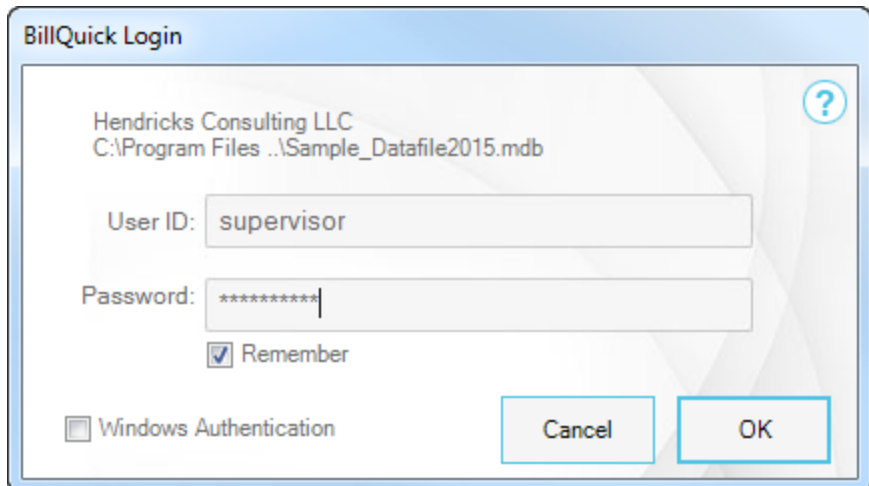 BillQuick Login
?
Hendricks Consulting LLC
C:\Program Files ..\Sample_Datafile2015.mdb
User ID: supervisor
Password: **********
Remember
Windows Authentication Cancel OK